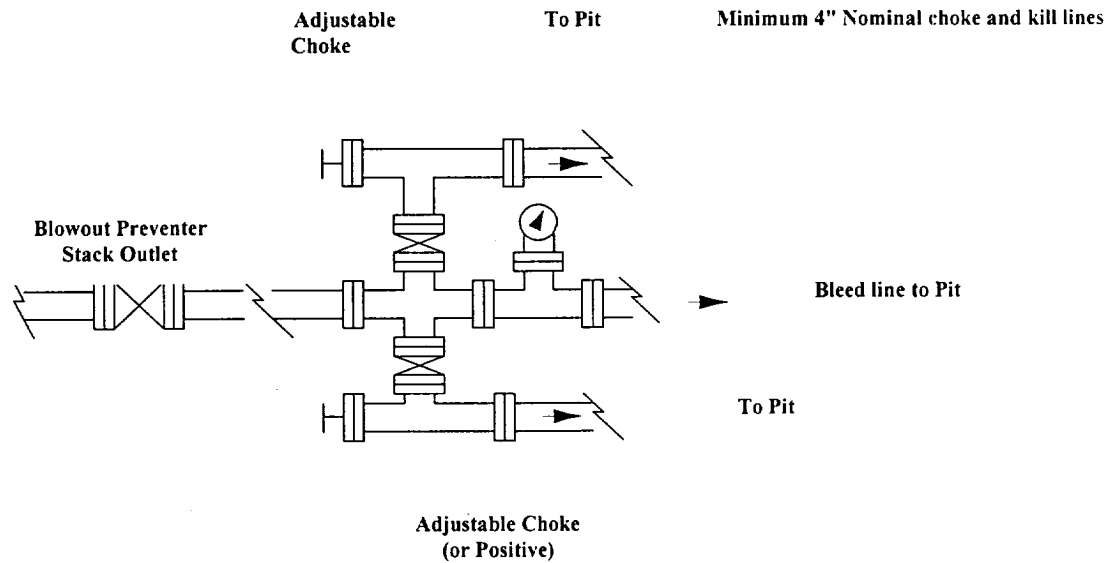 Adjustable
Choke
To Pit
Minimum 4" Nominal choke and kill lines
Blowout Preventer
Stack Outlet
Bleed line to Pit
To Pit
Adjustable Choke
(or Positive)